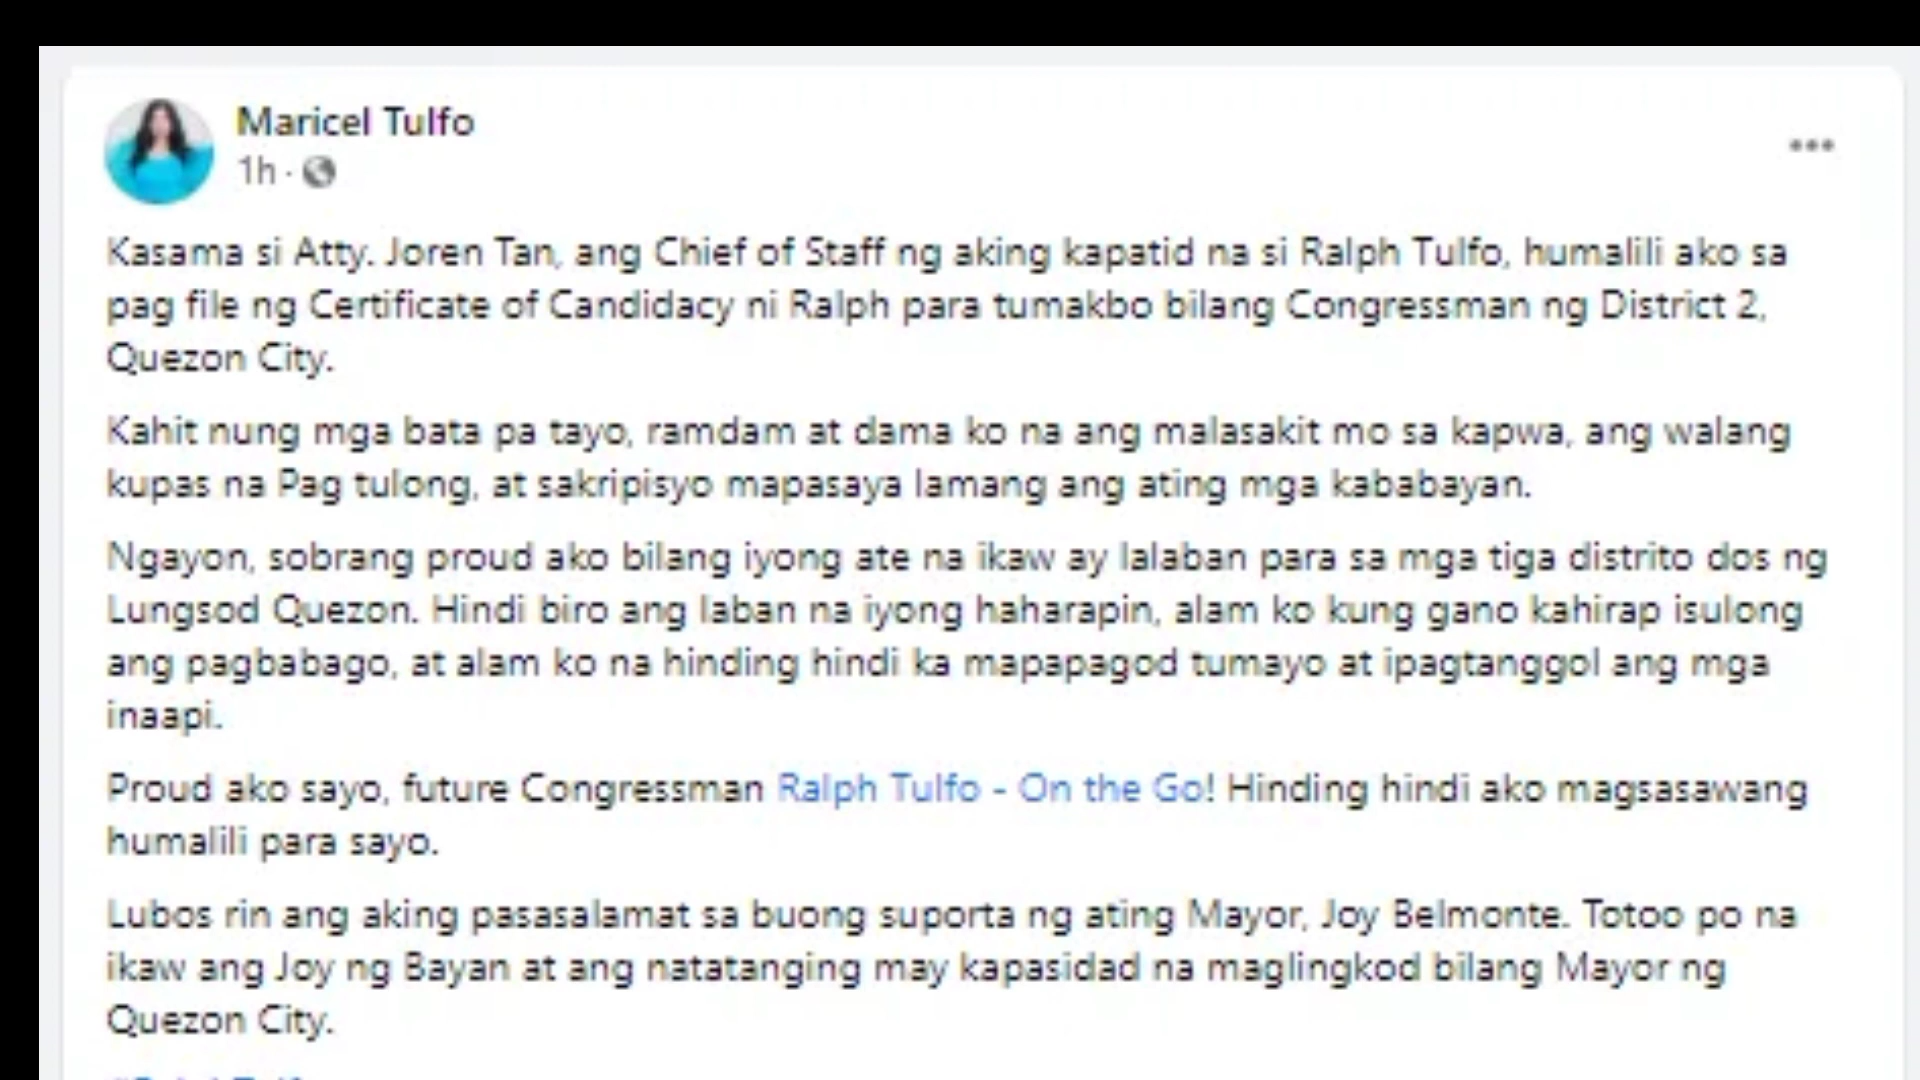 Maricel Tulfo
1h ·
Kasama si Atty. Joren Tan, ang Chief of Staff ng aking kapatid na si Ralph Tulfo, humalili ako sa
pag file ng Certificate of Candidacy ni Ralph para tumakbo bilang Congressman ng District 2,
Quezon City.
Kahit nung mga bata pa tayo, ramdam at dama ko na ang malasakit mo sa kapwa, ang walang
kupas na Pag tulong, at sakripisyo mapasaya lamang ang ating mga kababayan.
Ngayon, sobrang proud ako bilang iyong ate na ikaw ay lalaban para sa mga tiga distrito dos ng
Lungsod Quezon. Hindi biro ang laban na iyong haharapin, alam ko kung gano kahirap isulong
ang pagbabago, at alam ko na hinding hindi ka mapapagod tumayo at ipagtanggol ang mga
inaapi.
Proud ako sayo, future Congressman Ralph Tulfo - On the Go! Hinding hindi ako magsasawang
humalili para sayo.
Lubos rin ang aking pasasalamat sa buong suporta ng ating Mayor, Joy Belmonte. Totoo po na
ikaw ang Joy ng Bayan at ang natatanging may kapasidad na maglingkod bilang Mayor ng
Quezon City.